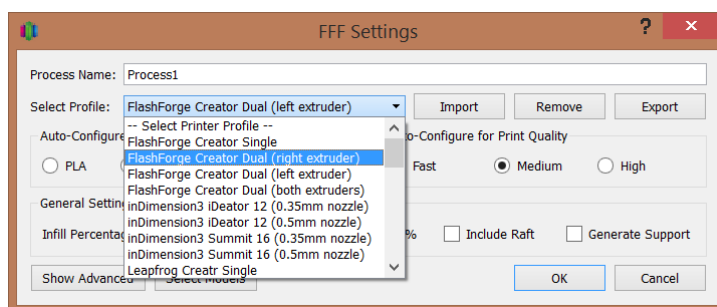 FFF Settings
?
×
Process Name: Process1
Select Profile: FlashForge Creator Dual (left extruder) Import Remove Export
-- Select Printer Profile --
FlashForge Creator Single
FlashForge Creator Dual (right extruder)
FlashForge Creator Dual (left extruder)
FlashForge Creator Dual (both extruders)
inDimension3 iDeator 12 (0.35mm nozzle)
inDimension3 iDeator 12 (0.5mm nozzle)
inDimension3 Summit 16 (0.35mm nozzle)
inDimension3 Summit 16 (0.5mm nozzle)
Leapfrog Creatr Single
Auto-Configure
o-Configure for Print Quality
PLA
Fast Medium High
General Settin
Infill Percentag
% Include Raft Generate Support
Show Advanced Select Models OK Cancel